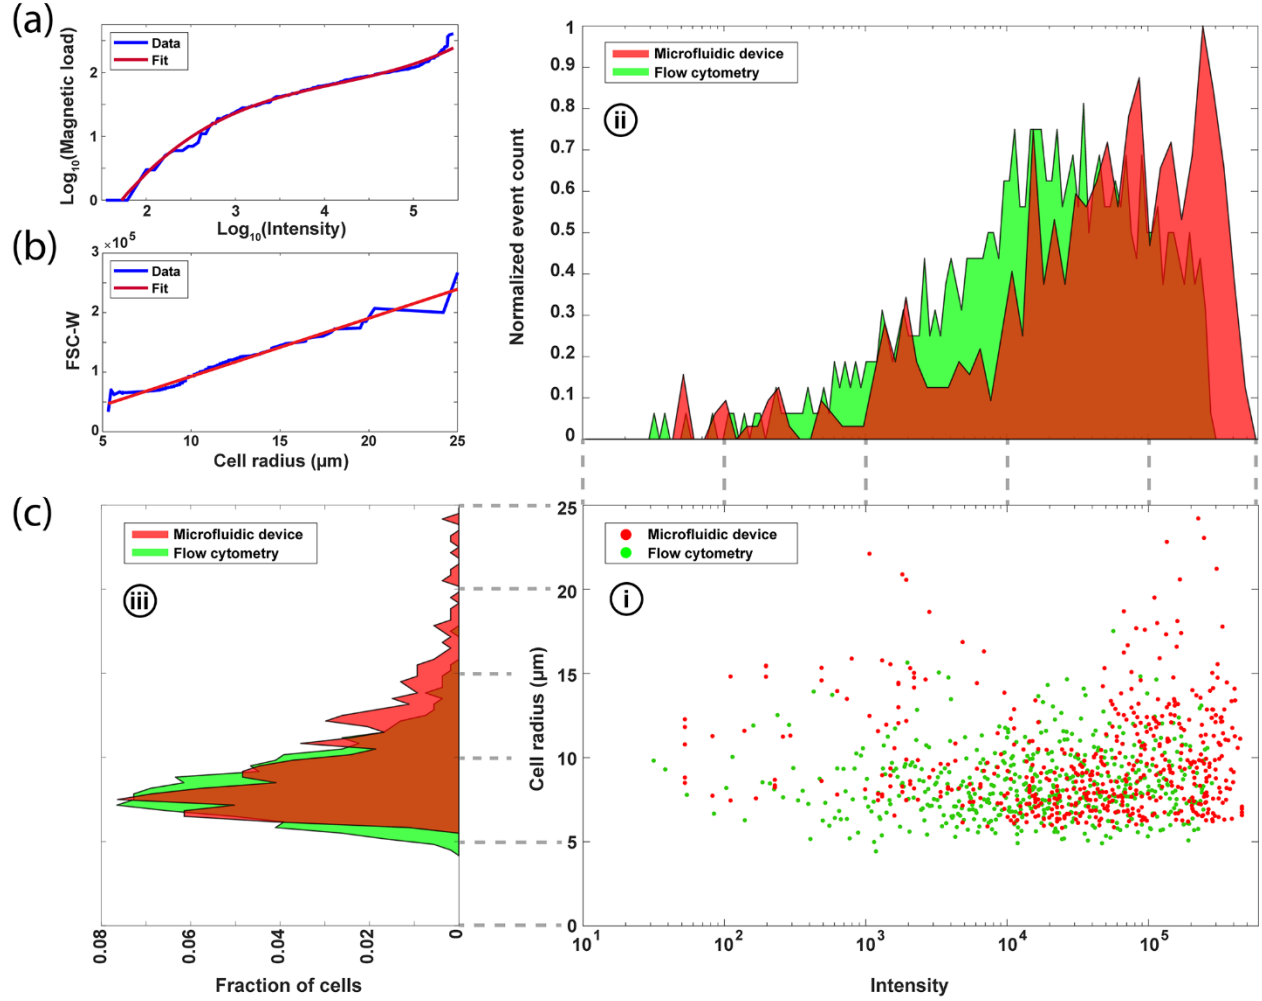 (a)
Data
Fit
Log10(Magnetic load)
0
1
2
2
3
4
5
Log10(Intensity)
(b)
3 ×10^5
Data
Fit
FSC-W
0
1
2
5
10
15
20
25
Cell radius (µm)
Microfluidic device
Flow cytometry
ii
Normalized event count
1
0.9
0.8
0.7
0.6
0.5
0.4
0.3
0.2
0.1
0
(c)
Microfluidic device
Flow cytometry
iii
0.08
0.06
0.04
0.02
0
Fraction of cells
Microfluidic device
Flow cytometry
i
Cell radius (µm)
25
20
15
10
5
0
10^1
10^2
10^3
10^4
10^5
Intensity